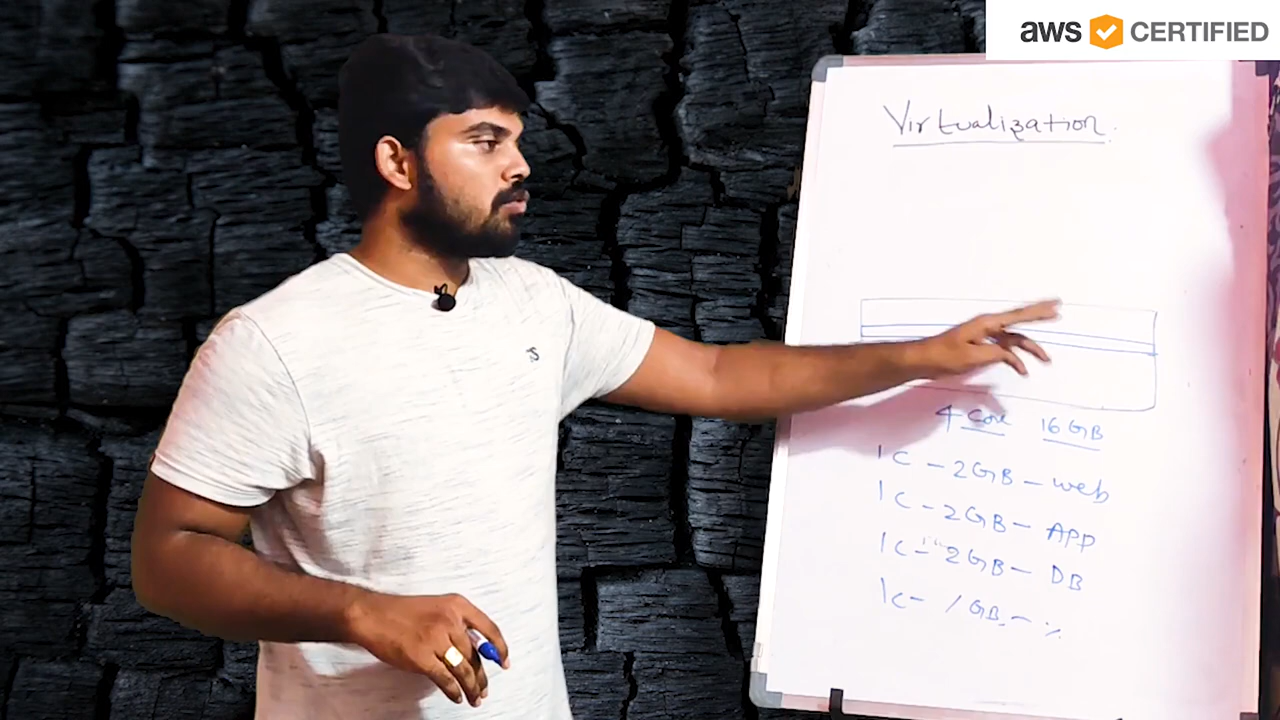 aws CERTIFIED
Virtualization.
4 Core 16 GB
1C - 2GB - web
1C - 2GB - App
1C - 2GB - DB
1C - 1GB -